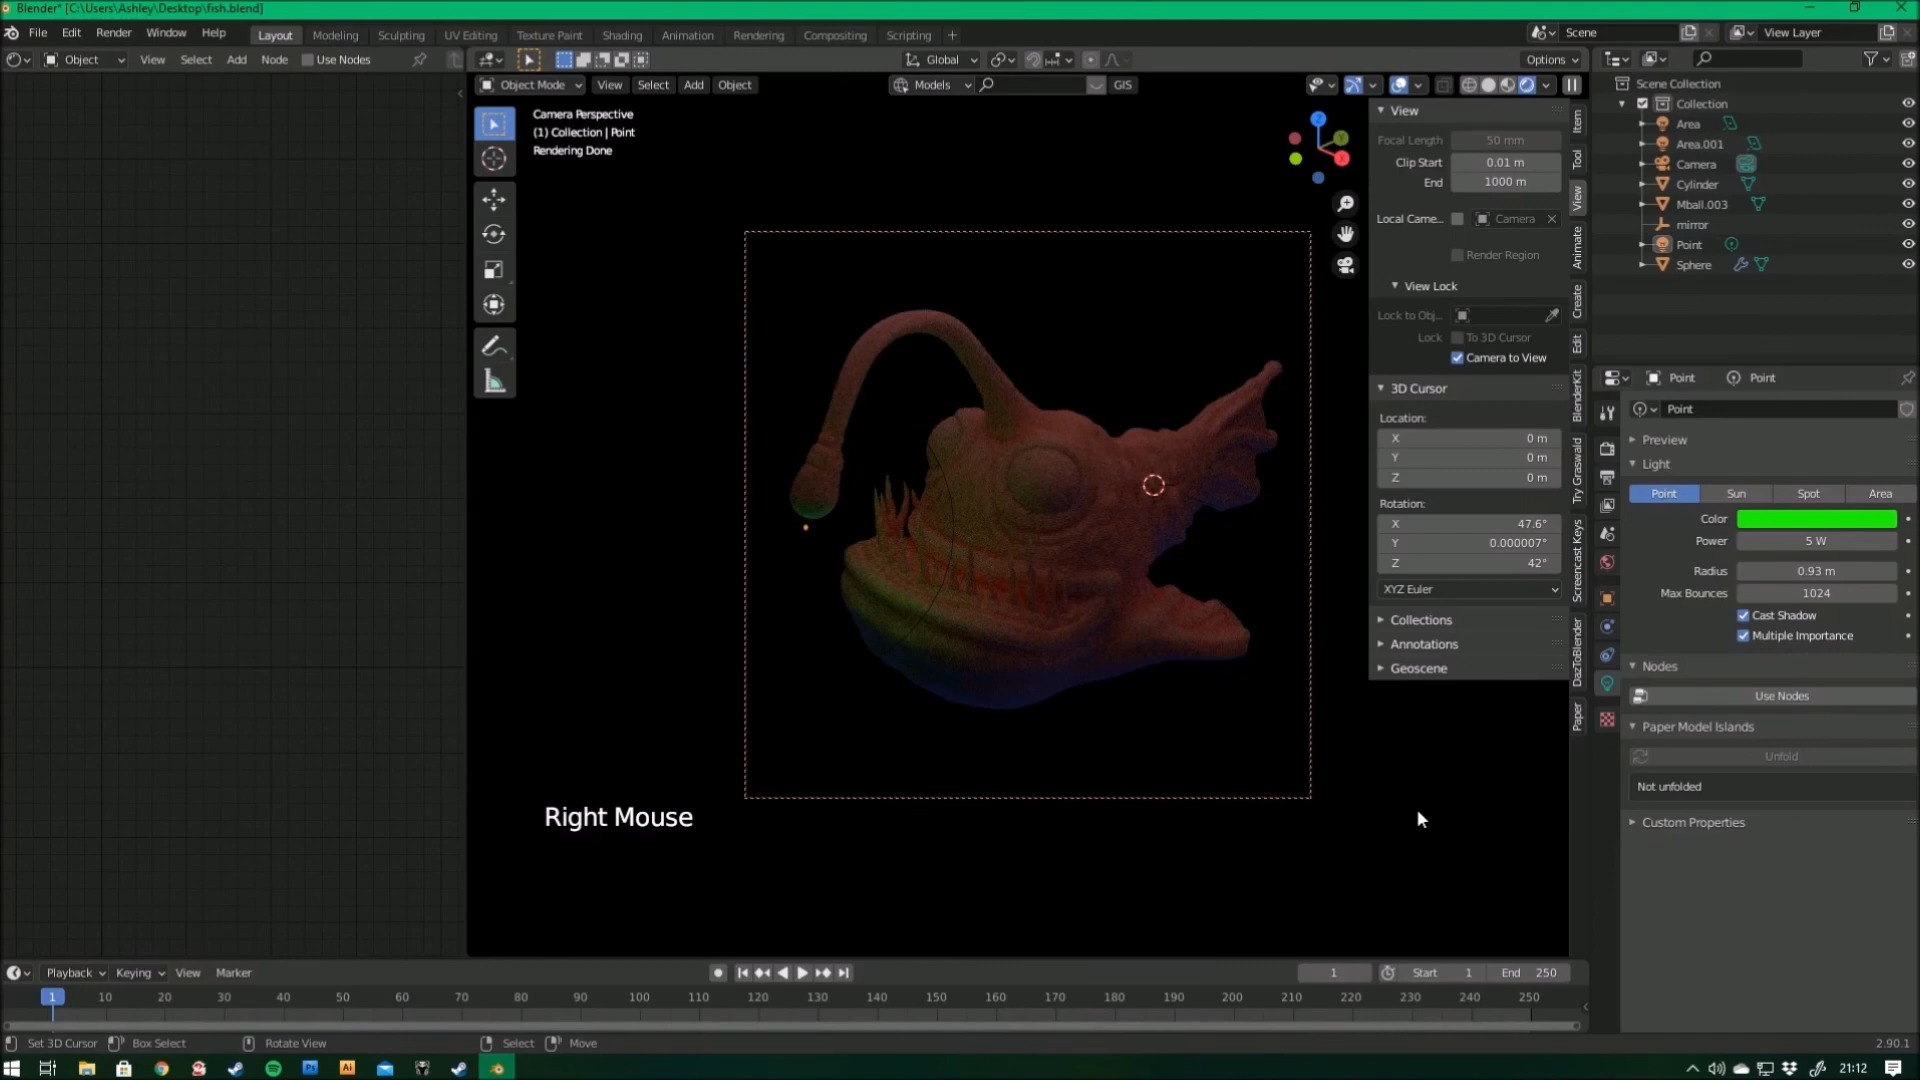 Blender* [C:\Users\Ashley\Desktop\fish.blend]
File Edit Render Window Help Layout Modeling Sculpting UV Editing Texture Paint Shading Animation Rendering Compositing Scripting + Scene View Layer
Object View Select Add Node Use Nodes Global Options
Object Mode View Select Add Object Models GIS
Camera Perspective
(1) Collection | Point
Rendering Done
View
Focal Length 50 mm
Clip Start 0.01 m
End 1000 m
Local Came... Camera
Render Region
View Lock
Lock to Obj...
Lock To 3D Cursor
Camera to View
3D Cursor
Location:
X 0 m
Y 0 m
Z 0 m
Rotation:
X 47.6°
Y 0.000007°
Z 42°
XYZ Euler
Collections
Annotations
Geoscene
Item
Tool
View
Animate
Create
Edit
BlenderKit
Try Graswald
Screencast Keys
DazToBlender
Paper
Scene Collection
Collection
Area
Area.001
Camera
Cylinder
Mball.003
mirror
Point
Sphere
Point Point
Point
Preview
Light
Point Sun Spot Area
Color
Power 5 W
Radius 0.93 m
Max Bounces 1024
Cast Shadow
Multiple Importance
Nodes
Use Nodes
Paper Model Islands
Unfold
Not unfolded
Custom Properties
Right Mouse
Playback Keying View Marker 1 Start 1 End 250
1 10 20 30 40 50 60 70 80 90 100 110 120 130 140 150 160 170 180 190 200 210 220 230 240 250
Set 3D Cursor Box Select Rotate View Select Move 2.90.1
Ps Ai 21:12